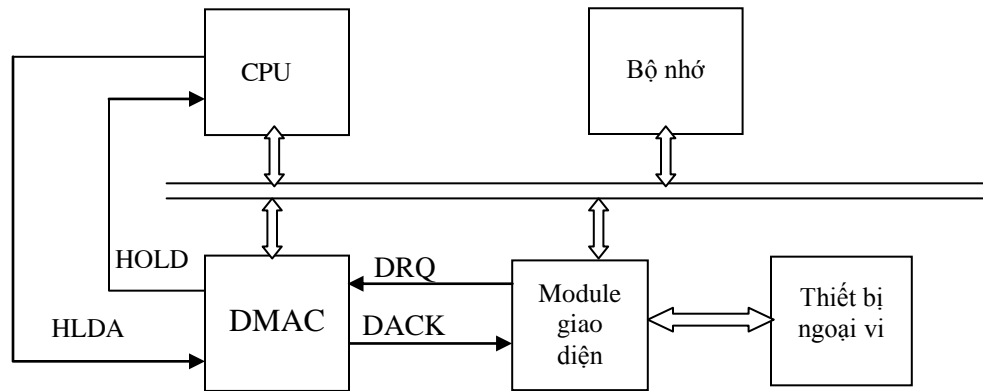 CPU
Bộ nhớ
HOLD
HLDA
DMAC
DRQ
DACK
Module
giao
diện
Thiết bị
ngoại vi